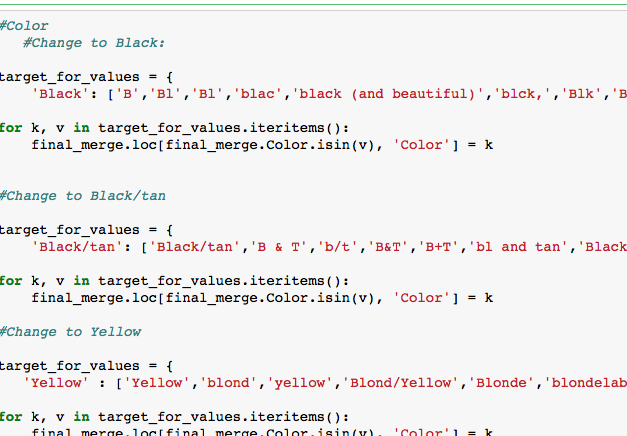 #Color
#Change to Black:
target_for_values = {
'Black': ['B','Bl','Bl','blac','black (and beautiful)','blck,','Blk','B
for k, v in target_for_values.iteritems():
final_merge.loc[final_merge.Color.isin(v), 'Color'] = k
#Change to Black/tan
target_for_values = {
'Black/tan': ['Black/tan','B & T','b/t','B&T','B+T','bl and tan','Black
for k, v in target_for_values.iteritems():
final_merge.loc[final_merge.Color.isin(v), 'Color'] = k
#Change to Yellow
target_for_values = {
'Yellow' : ['Yellow','blond','yellow','Blond/Yellow','Blonde','blondelab
for k, v in target_for_values.iteritems():
final_merge.loc[final_merge.Color.isin(v), 'Color'] = k